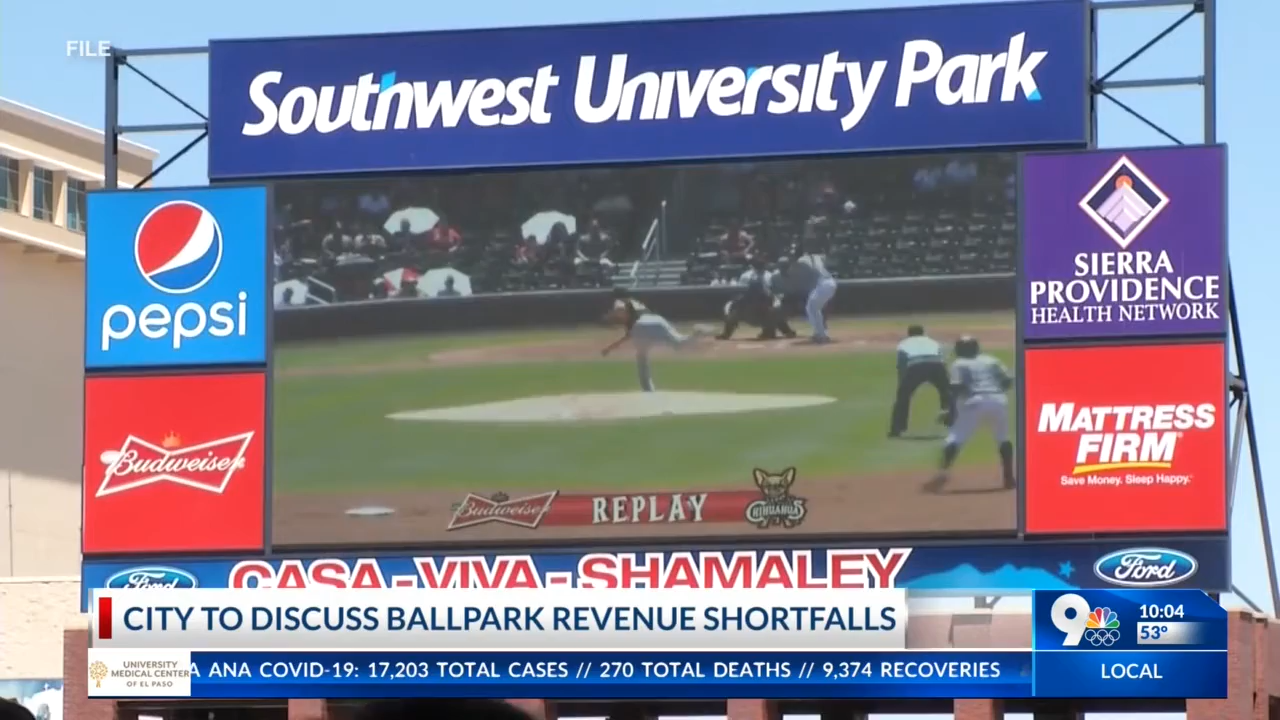 FILE
Southwest University Park
pepsi
SIERRA
PROVIDENCE
HEALTH NETWORK
Budweiser
MATTRESS
FIRM
Save Money. Sleep Happy.
Budweiser REPLAY CHIHUAHUAS
Ford CASA - VIVA - SHAMALEY Ford
CITY TO DISCUSS BALLPARK REVENUE SHORTFALLS
9 10:04
53°
UNIVERSITY
MEDICAL CENTER
OF EL PASO
A ANA COVID-19: 17,203 TOTAL CASES // 270 TOTAL DEATHS // 9,374 RECOVERIES
LOCAL